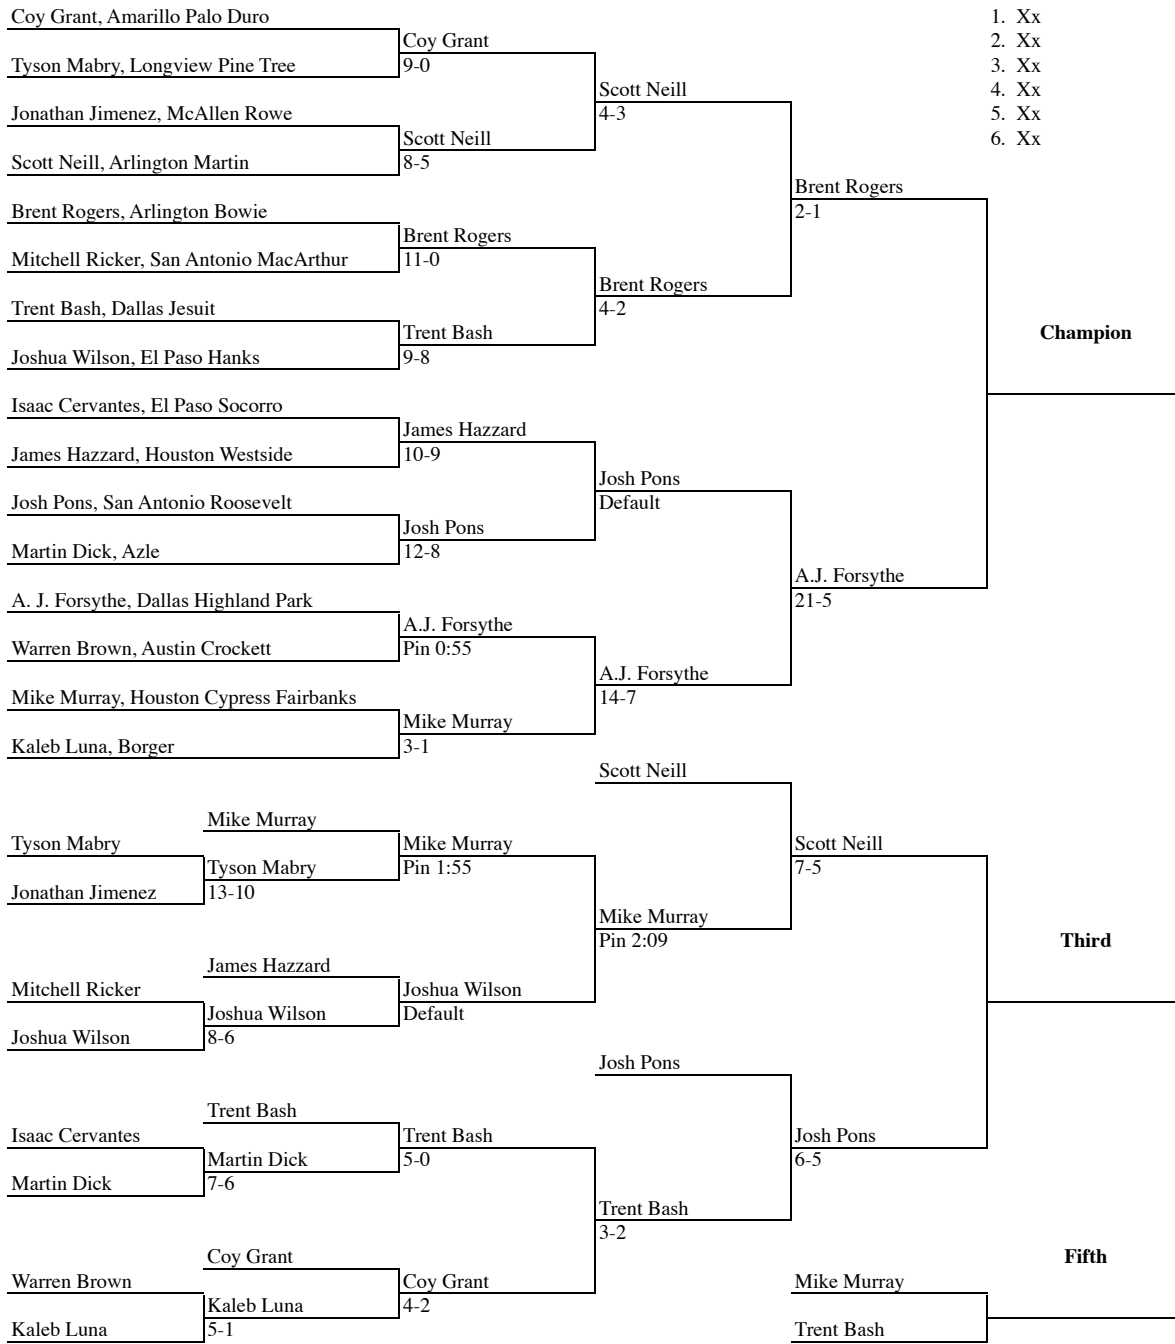 Coy Grant, Amarillo Palo Duro
1. Xx
Coy Grant
2. Xx
Tyson Mabry, Longview Pine Tree
9-0
3. Xx
Scott Neill
4. Xx
Jonathan Jimenez, McAllen Rowe
4-3
5. Xx
Scott Neill
6. Xx
Scott Neill, Arlington Martin
8-5
Brent Rogers
Brent Rogers, Arlington Bowie
2-1
Brent Rogers
Mitchell Ricker, San Antonio MacArthur
11-0
Brent Rogers
Trent Bash, Dallas Jesuit
4-2
Trent Bash
Champion
Joshua Wilson, El Paso Hanks
9-8
Isaac Cervantes, El Paso Socorro
James Hazzard
James Hazzard, Houston Westside
10-9
Josh Pons
Josh Pons, San Antonio Roosevelt
Default
Josh Pons
Martin Dick, Azle
12-8
A.J. Forsythe
A. J. Forsythe, Dallas Highland Park
21-5
A.J. Forsythe
Warren Brown, Austin Crockett
Pin 0:55
A.J. Forsythe
Mike Murray, Houston Cypress Fairbanks
14-7
Mike Murray
Kaleb Luna, Borger
3-1
Scott Neill
Mike Murray
Tyson Mabry
Mike Murray
Scott Neill
Tyson Mabry
Pin 1:55
7-5
Jonathan Jimenez
13-10
Mike Murray
Pin 2:09
Third
James Hazzard
Mitchell Ricker
Joshua Wilson
Joshua Wilson
Default
Joshua Wilson
8-6
Josh Pons
Trent Bash
Isaac Cervantes
Trent Bash
Josh Pons
Martin Dick
5-0
6-5
Martin Dick
7-6
Trent Bash
3-2
Coy Grant
Fifth
Warren Brown
Coy Grant
Mike Murray
Kaleb Luna
4-2
Kaleb Luna
5-1
Trent Bash